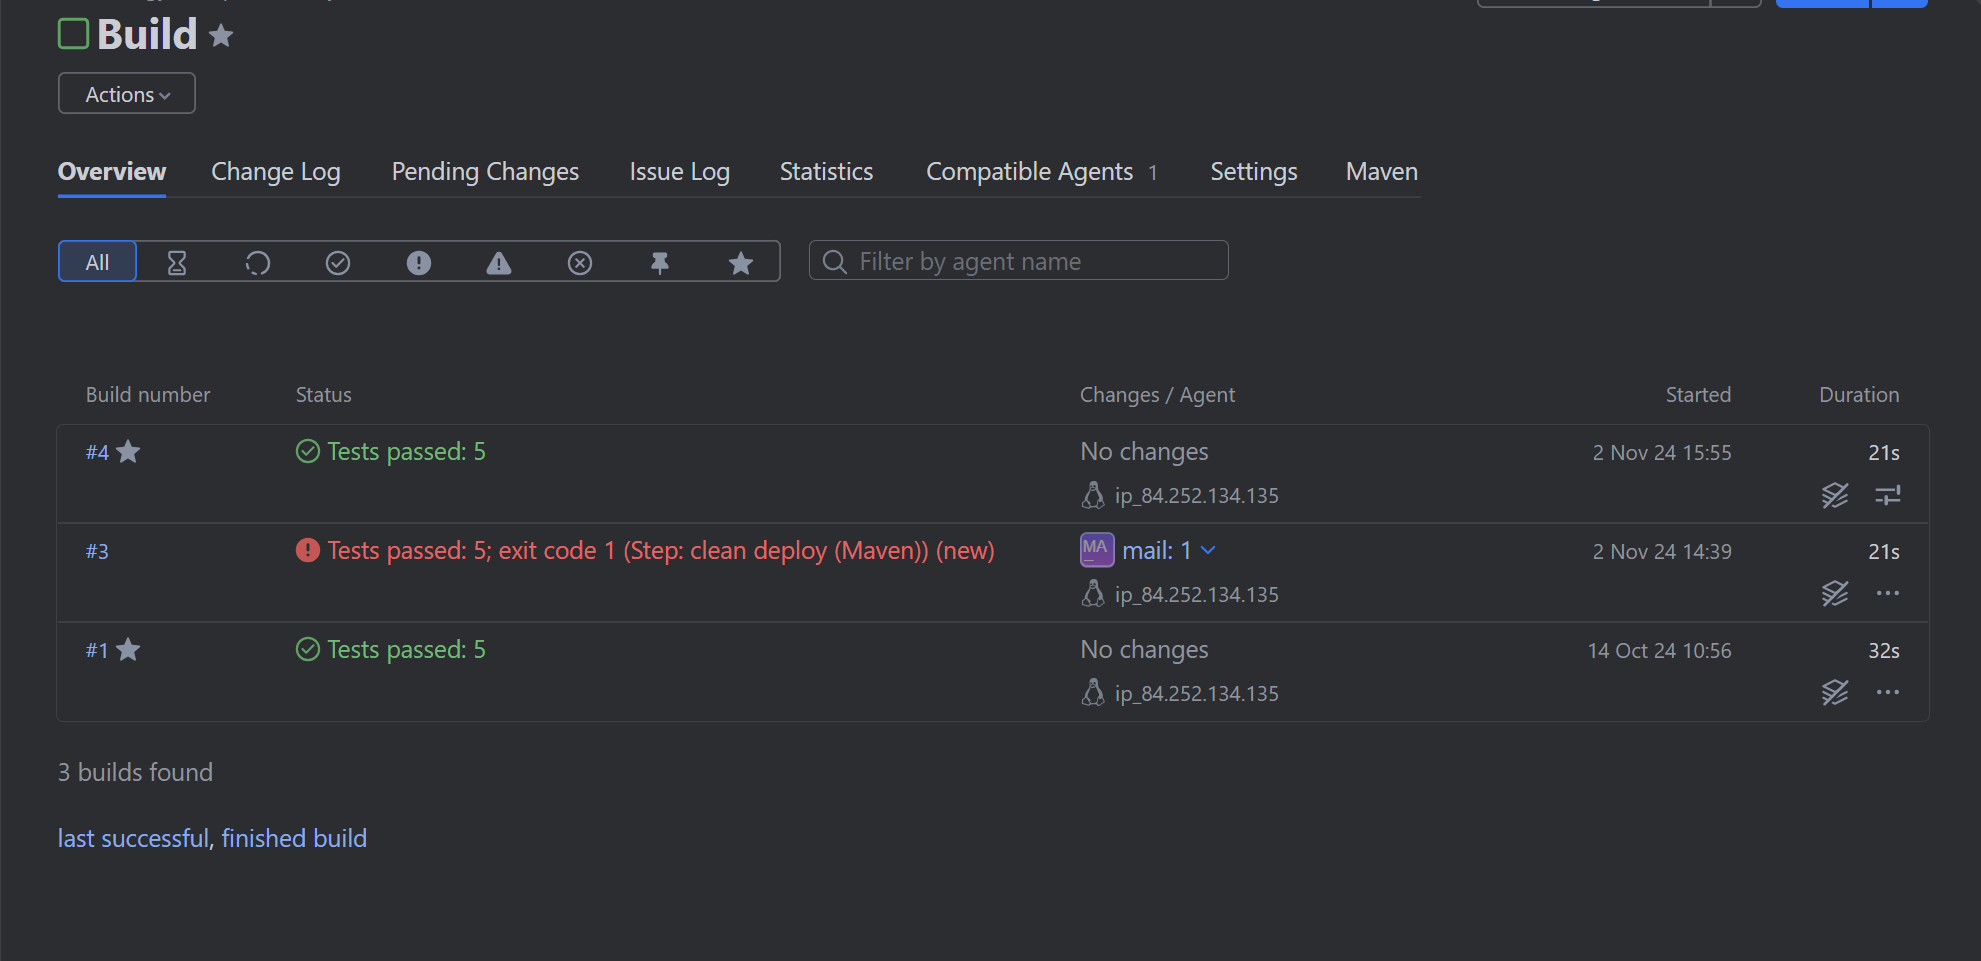 Build
Actions
Overview Change Log Pending Changes Issue Log Statistics Compatible Agents 1 Settings Maven
All Filter by agent name
Build number Status Changes / Agent Started Duration
#4 Tests passed: 5 No changes 2 Nov 24 15:55 21s
ip_84.252.134.135
#3 Tests passed: 5; exit code 1 (Step: clean deploy (Maven)) (new) MA mail: 1 2 Nov 24 14:39 21s
ip_84.252.134.135
#1 Tests passed: 5 No changes 14 Oct 24 10:56 32s
ip_84.252.134.135
3 builds found
last successful, finished build